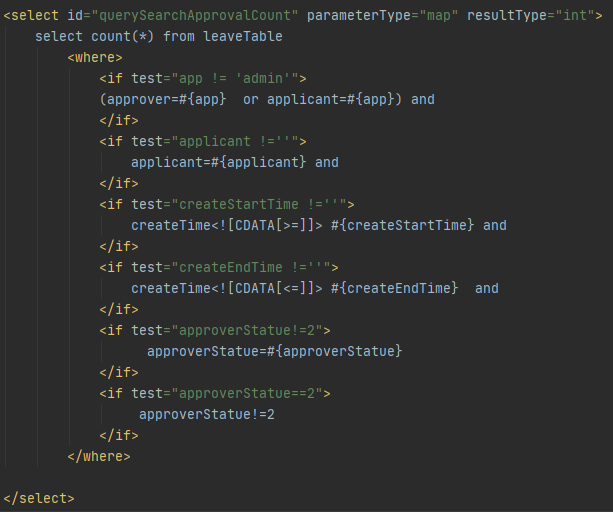 <select id="querySearchApprovalCount" parameterType="map" resultType="int">
select count(*) from leaveTable
<where>
<if test="app != 'admin'">
(approver=#{app}  or applicant=#{app}) and
</if>
<if test="applicant !=''">
applicant=#{applicant} and
</if>
<if test="createStartTime !=''">
createTime<![CDATA[>=]]> #{createStartTime} and
</if>
<if test="createEndTime !=''">
createTime<![CDATA[<=]]> #{createEndTime}  and
</if>
<if test="approverStatue!=2">
approverStatue=#{approverStatue}
</if>
<if test="approverStatue==2">
approverStatue!=2
</if>
</where>
</select>